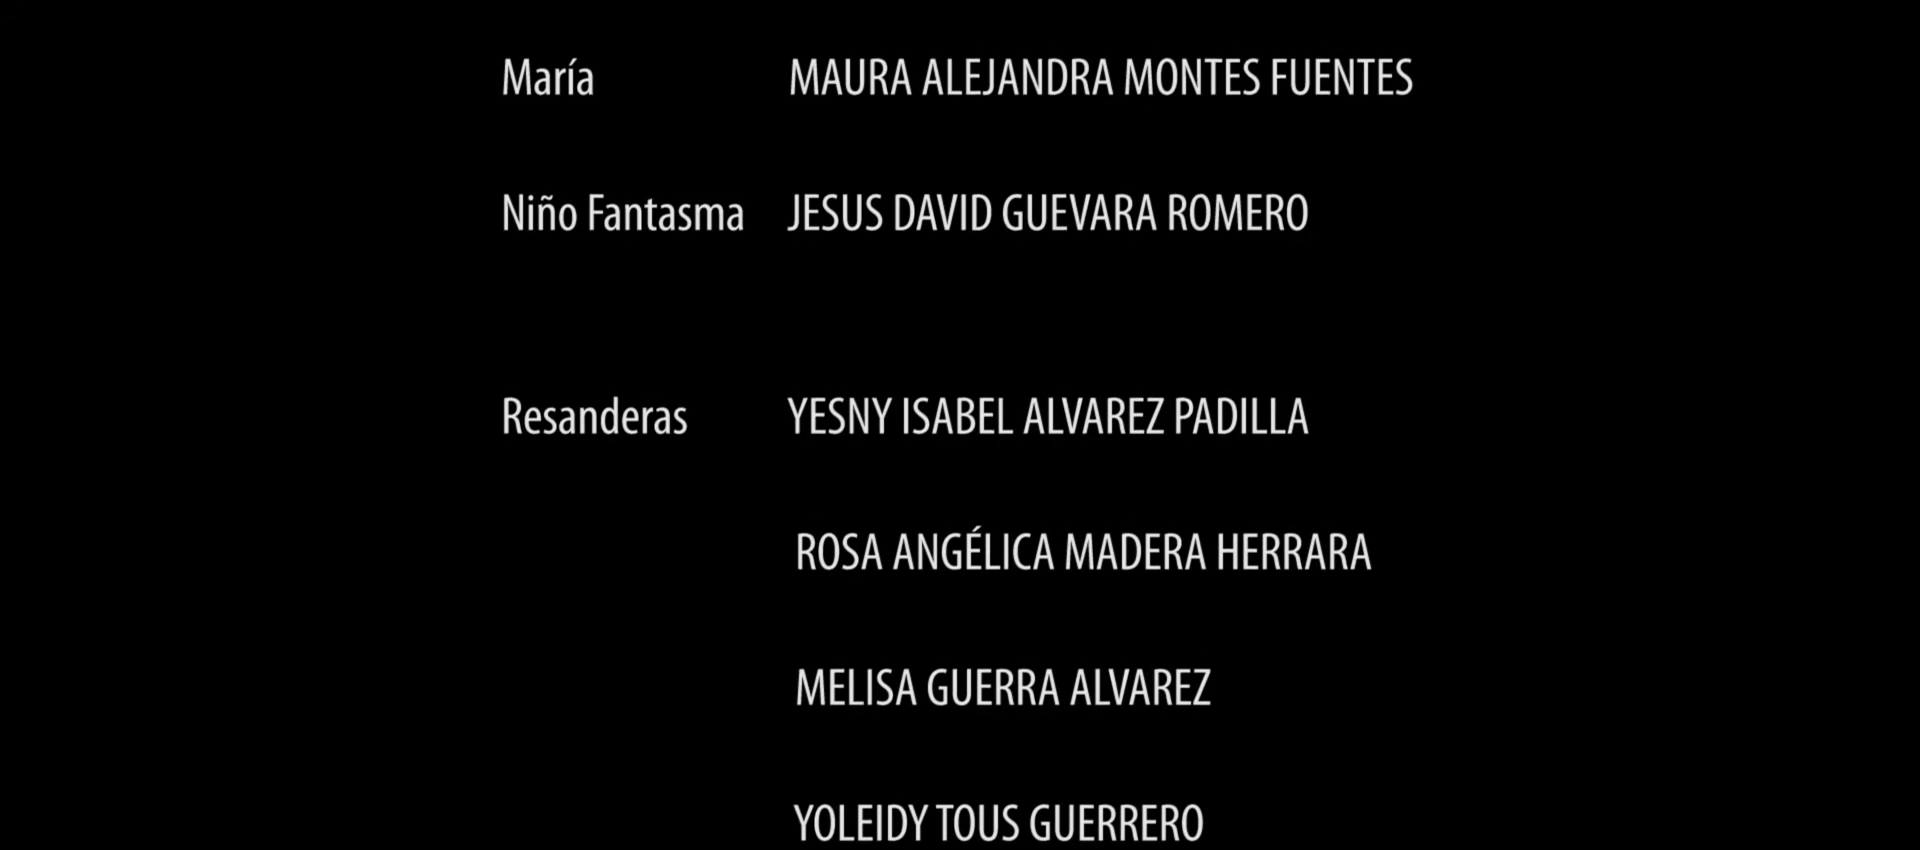 María MAURA ALEJANDRA MONTES FUENTES
Niño Fantasma JESUS DAVID GUEVARA ROMERO
Resanderas YESNY ISABEL ALVAREZ PADILLA
ROSA ANGÉLICA MADERA HERRARA
MELISA GUERRA ALVAREZ
YOLEIDY TOUS GUERRERO